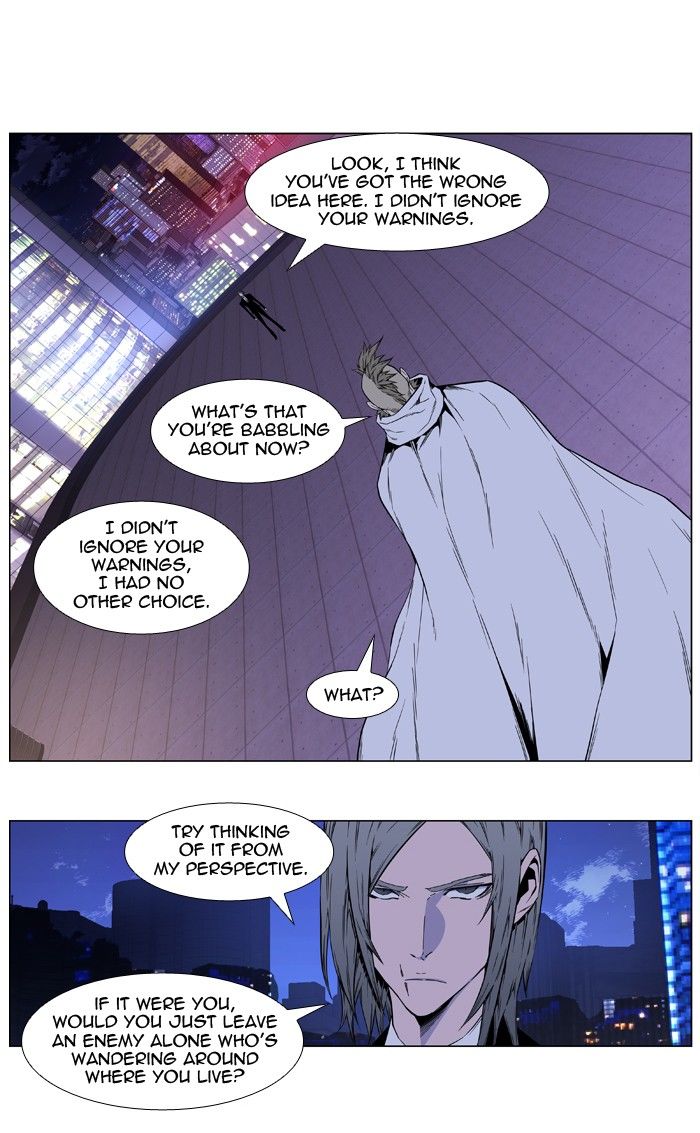 LOOK, I THINK
YOU'VE GOT THE WRONG
IDEA HERE. I DIDN'T IGNORE
YOUR WARNINGS.
WHAT'S THAT
YOU'RE BABBLING
ABOUT NOW?
I DIDN'T
IGNORE YOUR
WARNINGS,
I HAD NO
OTHER CHOICE.
WHAT?
TRY THINKING
OF IT FROM
MY PERSPECTIVE.
IF IT WERE YOU,
WOULD YOU JUST LEAVE
AN ENEMY ALONE WHO'S
WANDERING AROUND
WHERE YOU LIVE?